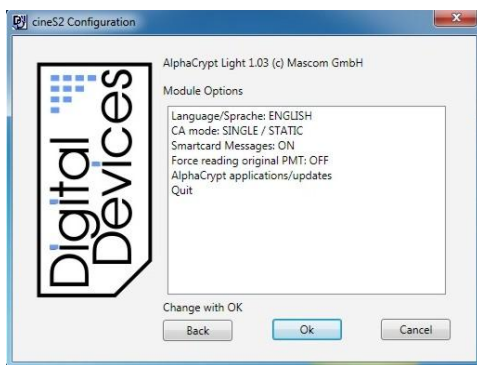 cineS2 Configuration
AlphaCrypt Light 1.03 (c) Mascom GmbH
Module Options
Language/Sprache: ENGLISH
CA mode: SINGLE / STATIC
Smartcard Messages: ON
Force reading original PMT: OFF
AlphaCrypt applications/updates
Quit
Digital
Devices
Change with OK
Back Ok Cancel